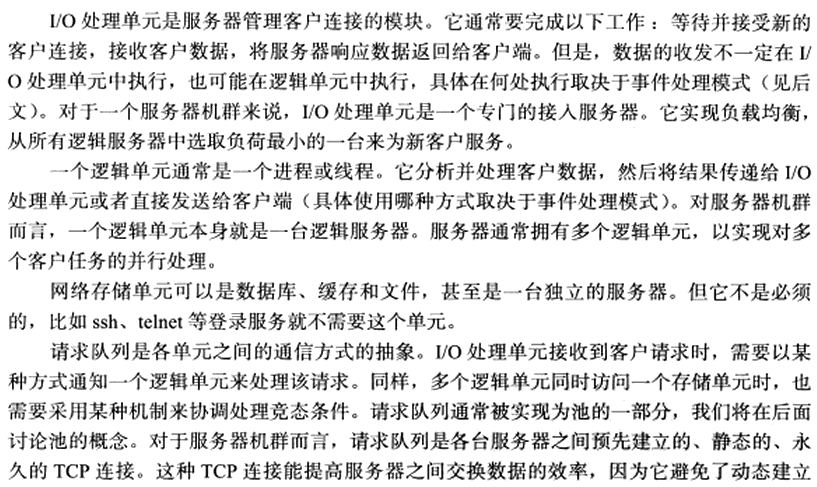 I/O 处理单元是服务器管理客户连接的模块。它通常要完成以下工作：等待并接受新的
客户连接，接收客户数据，将服务器响应数据返回给客户端。但是，数据的收发不一定在 I/
O 处理单元中执行，也可能在逻辑单元中执行，具体在何处执行取决于事件处理模式（见后
文）。对于一个服务器机群来说，I/O 处理单元是一个专门的接入服务器。它实现负载均衡，
从所有逻辑服务器中选取负荷最小的一台来为新客户服务。
一个逻辑单元通常是一个进程或线程。它分析并处理客户数据，然后将结果传递给 I/O
处理单元或者直接发送给客户端（具体使用哪种方式取决于事件处理模式）。对服务器机群
而言，一个逻辑单元本身就是一台逻辑服务器。服务器通常拥有多个逻辑单元，以实现对多
个客户任务的并行处理。
网络存储单元可以是数据库、缓存和文件，甚至是一台独立的服务器。但它不是必须
的，比如 ssh、telnet 等登录服务就不需要这个单元。
请求队列是各单元之间的通信方式的抽象。I/O 处理单元接收到客户请求时，需要以某
种方式通知一个逻辑单元来处理该请求。同样，多个逻辑单元同时访问一个存储单元时，也
需要采用某种机制来协调处理竞态条件。请求队列通常被实现为池的一部分，我们将在后面
讨论池的概念。对于服务器机群而言，请求队列是各台服务器之间预先建立的、静态的、永
久的 TCP 连接。这种 TCP 连接能提高服务器之间交换数据的效率，因为它避免了动态建立